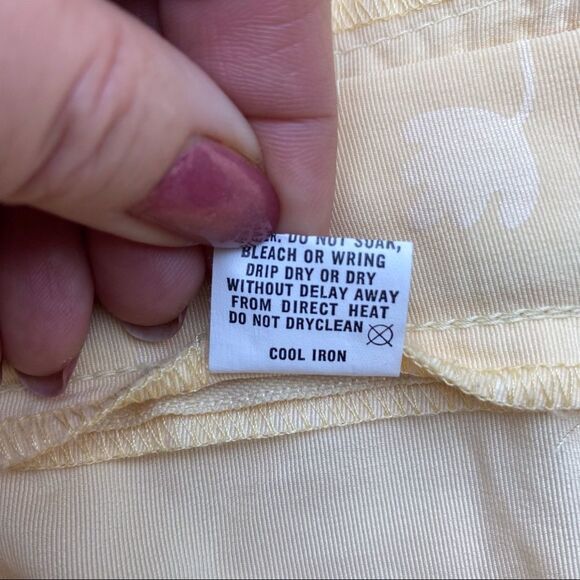 DO NOT SOAK,
BLEACH OR WRING
DRIP DRY OR DRY
WITHOUT DELAY AWAY
FROM DIRECT HEAT
DO NOT DRYCLEAN
COOL IRON